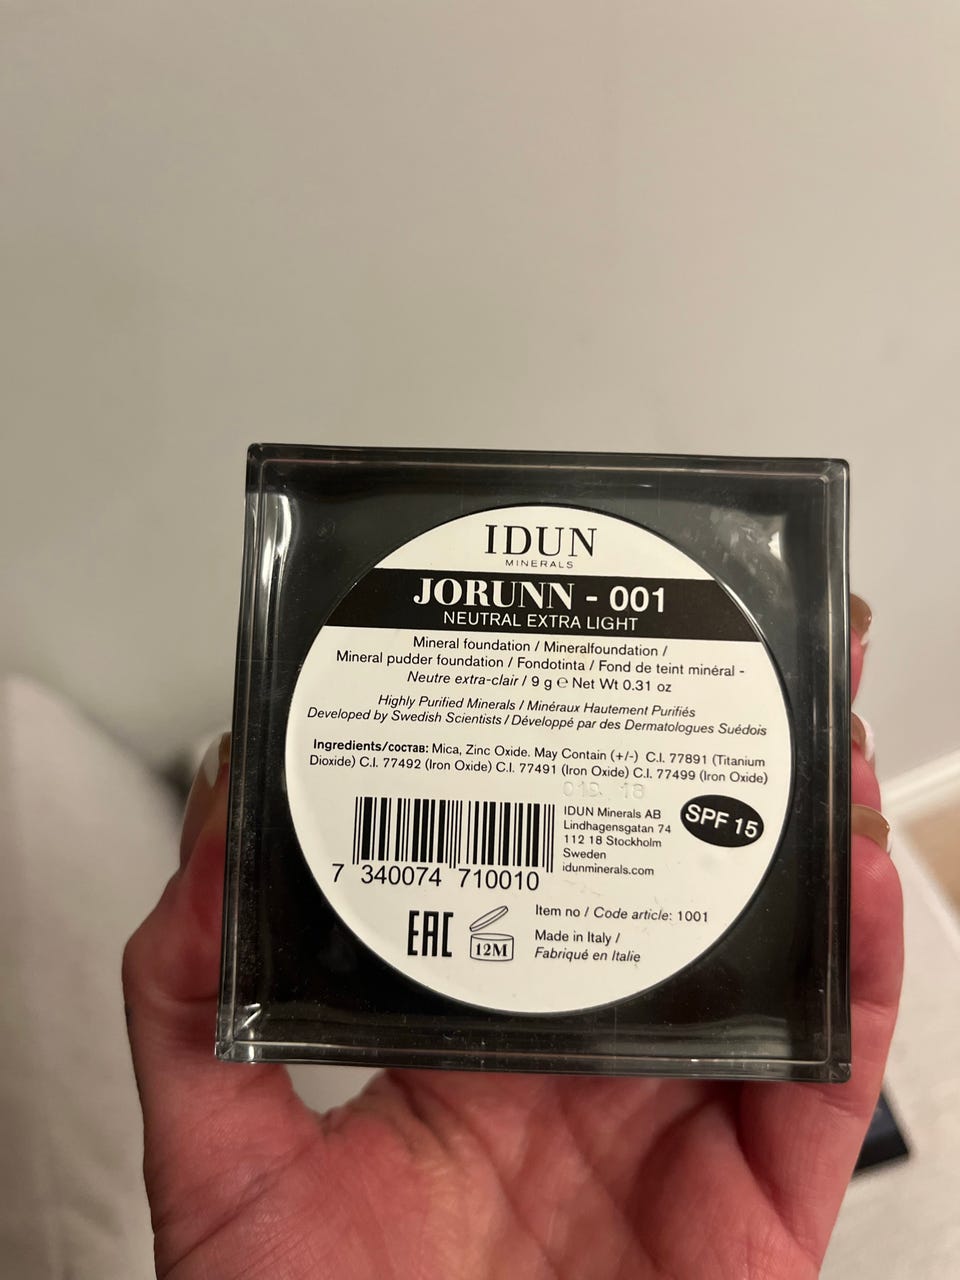 IDUN
MINERALS
JORUNN - 001
NEUTRAL EXTRA LIGHT
Mineral foundation / Mineralfoundation /
Mineral pudder foundation / Fondotinta / Fond de teint minéral -
Neutre extra-clair / 9 g ℮ Net Wt 0.31 oz
Highly Purified Minerals / Minéraux Hautement Purifiés
Developed by Swedish Scientists / Développé par des Dermatologues Suédois
Ingredients/состав: Mica, Zinc Oxide. May Contain (+/-) C.I. 77891 (Titanium
Dioxide) C.I. 77492 (Iron Oxide) C.I. 77491 (Iron Oxide) C.I. 77499 (Iron Oxide)
IDUN Minerals AB
Lindhagensgatan 74
112 18 Stockholm
Sweden
idunminerals.com
SPF 15
7 340074 710010
EAC
12M
Item no / Code article: 1001
Made in Italy /
Fabriqué en Italie